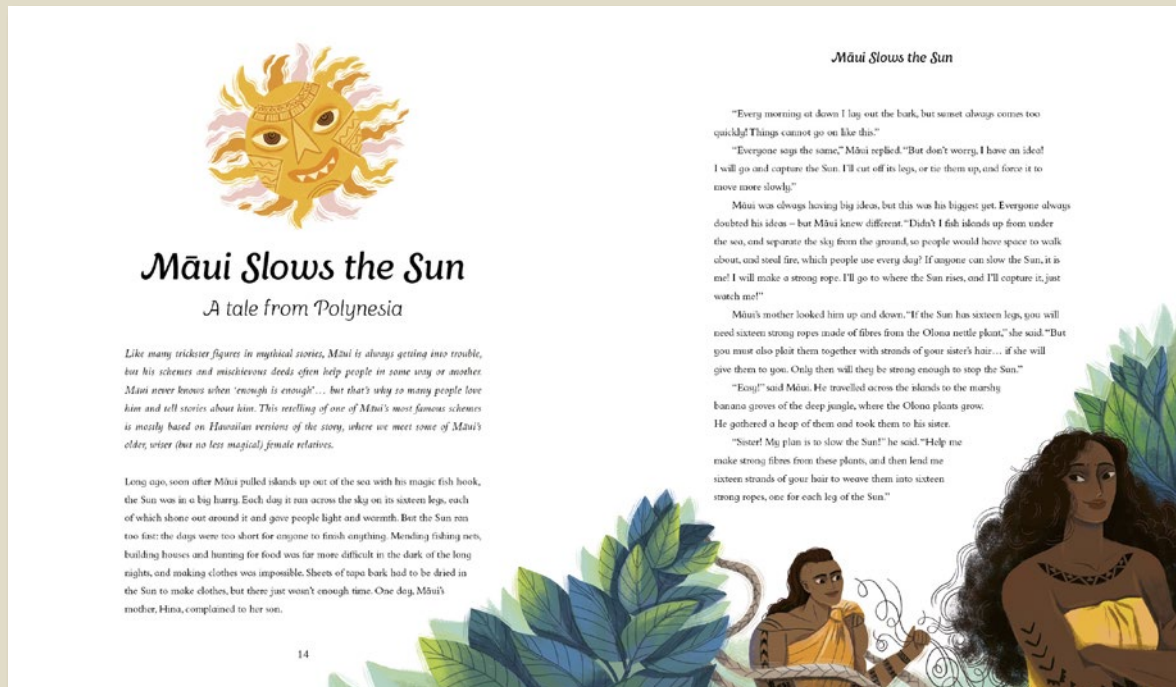 Māui Slows the Sun
A tale from Polynesia
Like many trickster figures in mythical stories, Māui is always getting into trouble,
but his schemes and mischievous deeds often help people in some way or another.
Māui never knows when ‘enough is enough’… but that’s why so many people love
him and tell stories about him. This retelling of one of Māui’s most famous schemes
is mostly based on Hawaiian versions of the story, where we meet some of Māui’s
older, wiser (but no less magical) female relatives.
Long ago, soon after Māui pulled islands up out of the sea with his magic fish hook,
the Sun was in a big hurry. Each day it ran across the sky on its sixteen legs, each
of which shone out around it and gave people light and warmth. But the Sun ran
too fast: the days were too short for anyone to finish anything. Mending fishing nets,
building houses and hunting for food was far more difficult in the dark of the long
nights, and making clothes was impossible. Sheets of tapa bark had to be dried in
the Sun to make clothes, but there just wasn’t enough time. One day, Māui’s
mother, Hina, complained to her son.
14
Māui Slows the Sun
“Every morning at dawn I lay out the bark, but sunset always comes too
quickly! Things cannot go on like this.”
“Everyone says the same,” Māui replied. “But don’t worry, I have an idea!
I will go and capture the Sun. I’ll cut off its legs, or tie them up, and force it to
move more slowly.”
Māui was always having big ideas, but this was his biggest yet. Everyone always
doubted his ideas – but Māui knew different. “Didn’t I fish islands up from under
the sea, and separate the sky from the ground, so people would have space to walk
about, and steal fire, which people use every day? If anyone can slow the Sun, it is
me! I will make a strong rope. I’ll go to where the Sun rises, and I’ll capture it, just
watch me!”
Māui’s mother looked him up and down. “If the Sun has sixteen legs, you will
need sixteen strong ropes made of fibres from the Olona nettle plant,” she said. “But
you must also plait them together with strands of your sister’s hair… if she will
give them to you. Only then will they be strong enough to stop the Sun.”
“Easy!” said Māui. He travelled across the islands to the marshy
banana groves of the deep jungle, where the Olona plants grow.
He gathered a heap of them and took them to his sister.
“Sister! My plan is to slow the Sun!” he said. “Help me
make strong fibres from these plants, and then lend me
sixteen strands of your hair to weave them into sixteen
strong ropes, one for each leg of the Sun.”